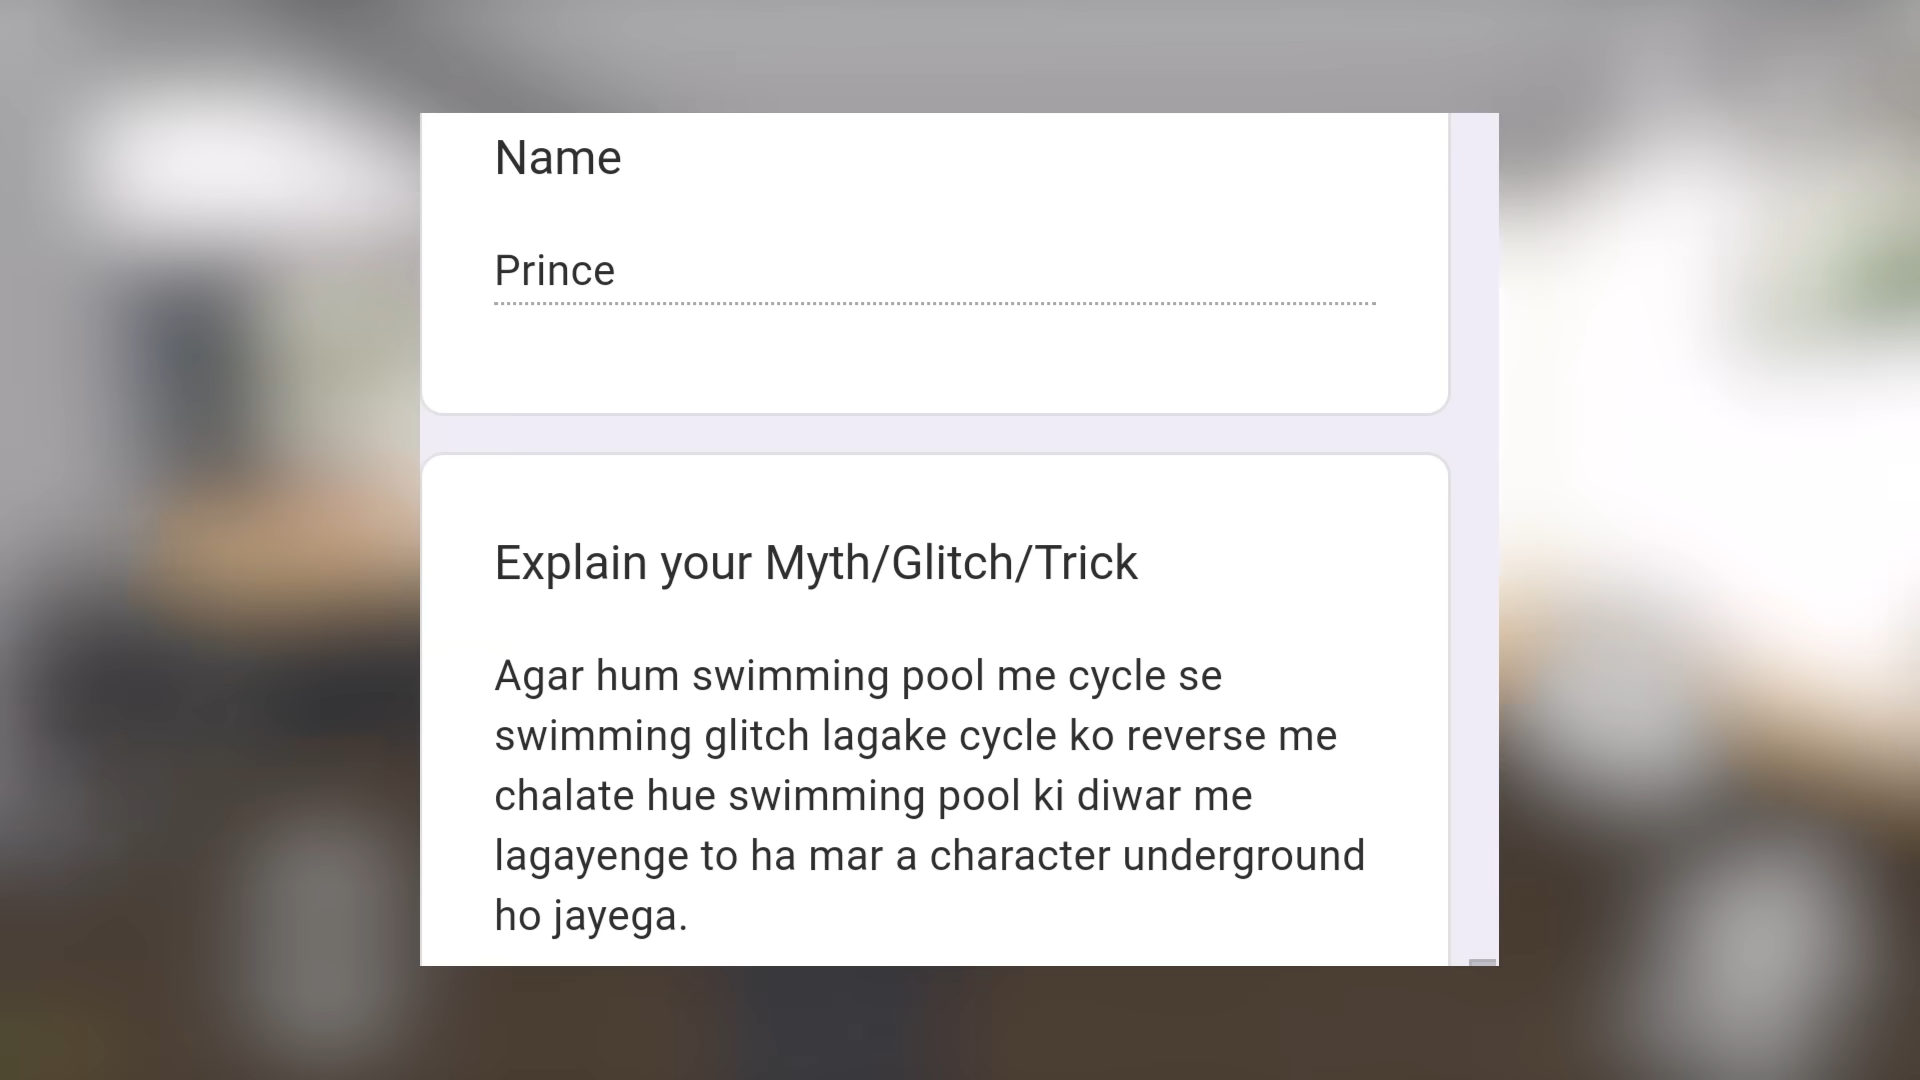 Name
Prince
Explain your Myth/Glitch/Trick
Agar hum swimming pool me cycle se
swimming glitch lagake cycle ko reverse me
chalate hue swimming pool ki diwar me
lagayenge to ha mar a character underground
ho jayega.